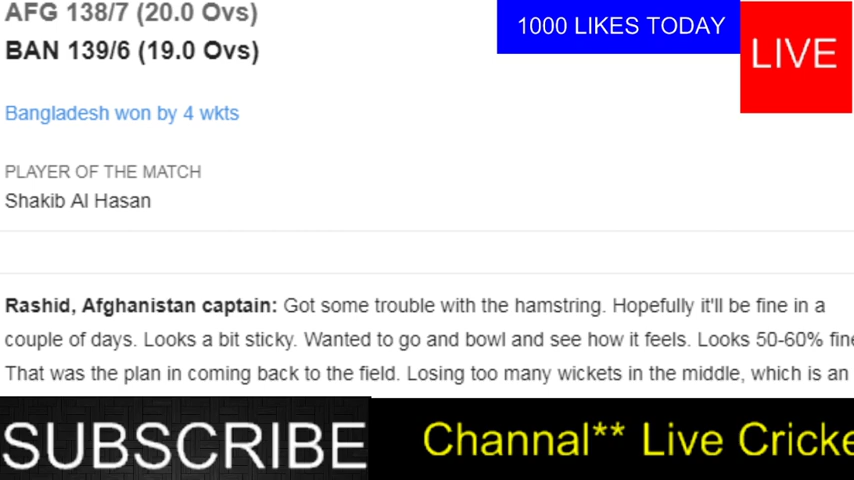 AFG 138/7 (20.0 Ovs)
BAN 139/6 (19.0 Ovs)
1000 LIKES TODAY
LIVE
Bangladesh won by 4 wkts
PLAYER OF THE MATCH
Shakib Al Hasan
Rashid, Afghanistan captain: Got some trouble with the hamstring. Hopefully it'll be fine in a
couple of days. Looks a bit sticky. Wanted to go and bowl and see how it feels. Looks 50-60% fine
That was the plan in coming back to the field. Losing too many wickets in the middle, which is an
SUBSCRIBE
Channal** Live Cricke